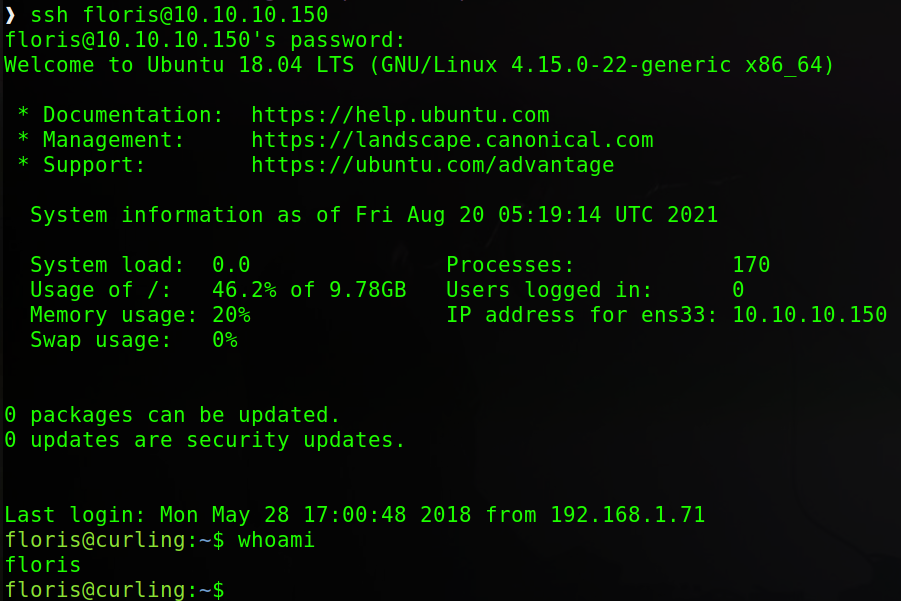 ❯ ssh floris@10.10.10.150
floris@10.10.10.150's password:
Welcome to Ubuntu 18.04 LTS (GNU/Linux 4.15.0-22-generic x86_64)
* Documentation:  https://help.ubuntu.com
* Management:     https://landscape.canonical.com
* Support:        https://ubuntu.com/advantage
System information as of Fri Aug 20 05:19:14 UTC 2021
System load:  0.0               Processes:            170
Usage of /:   46.2% of 9.78GB   Users logged in:      0
Memory usage: 20%               IP address for ens33: 10.10.10.150
Swap usage:   0%
0 packages can be updated.
0 updates are security updates.
Last login: Mon May 28 17:00:48 2018 from 192.168.1.71
floris@curling:~$ whoami
floris
floris@curling:~$